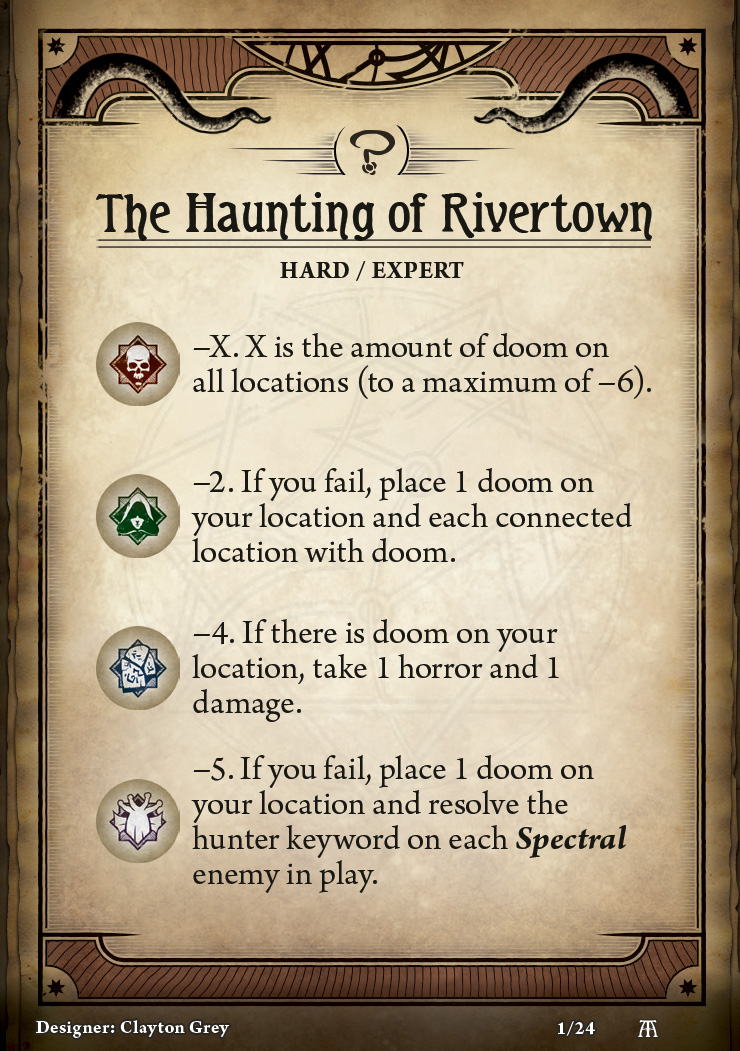 The Haunting of Rivertown
HARD / EXPERT
–X. X is the amount of doom on
all locations (to a maximum of –6).
–2. If you fail, place 1 doom on
your location and each connected
location with doom.
–4. If there is doom on your
location, take 1 horror and 1
damage.
–5. If you fail, place 1 doom on
your location and resolve the
hunter keyword on each Spectral
enemy in play.
Designer: Clayton Grey
1/24